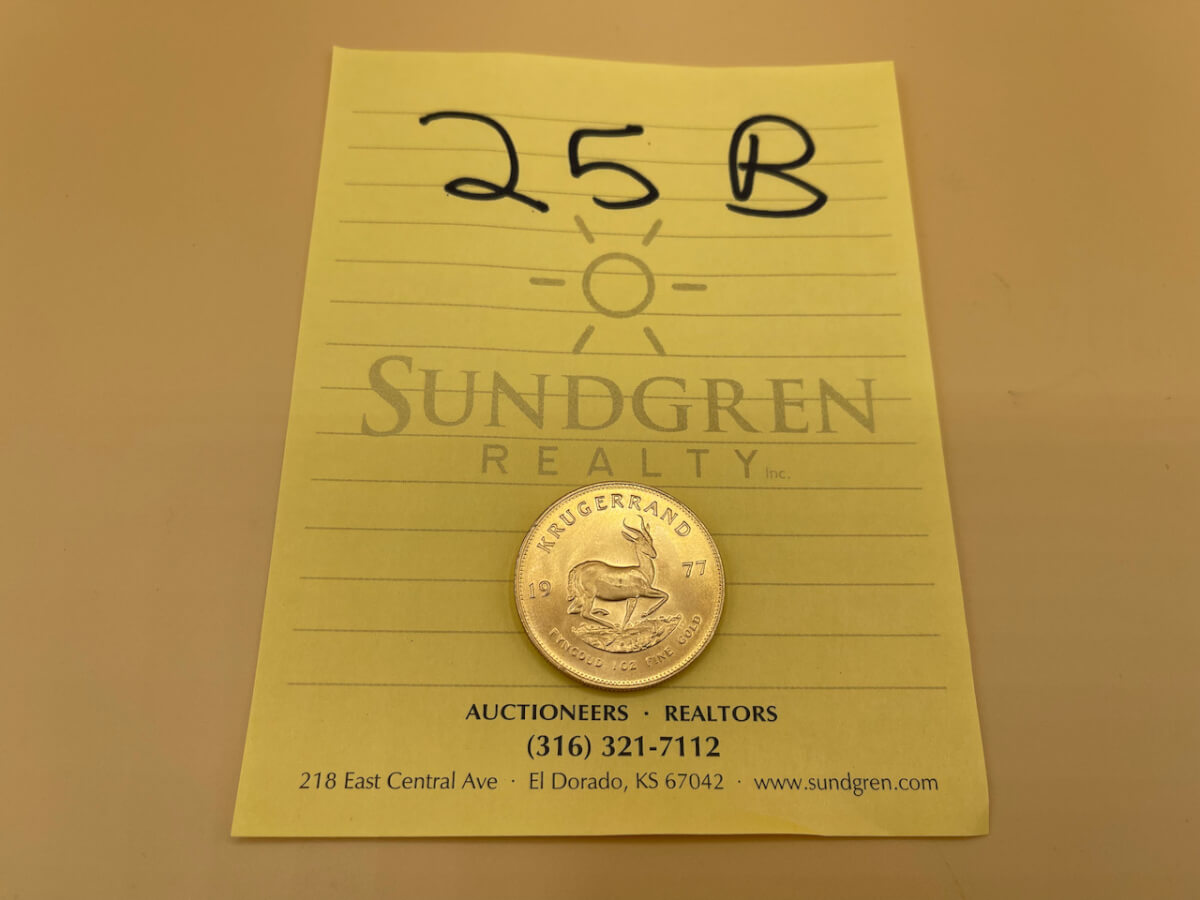 25 B
SUNDGREN
REALTY Inc.
KRUGERRAND
19 77
FYNGOUD 1 OZ FINE GOLD
AUCTIONEERS · REALTORS
(316) 321-7112
218 East Central Ave · El Dorado, KS 67042 · www.sundgren.com